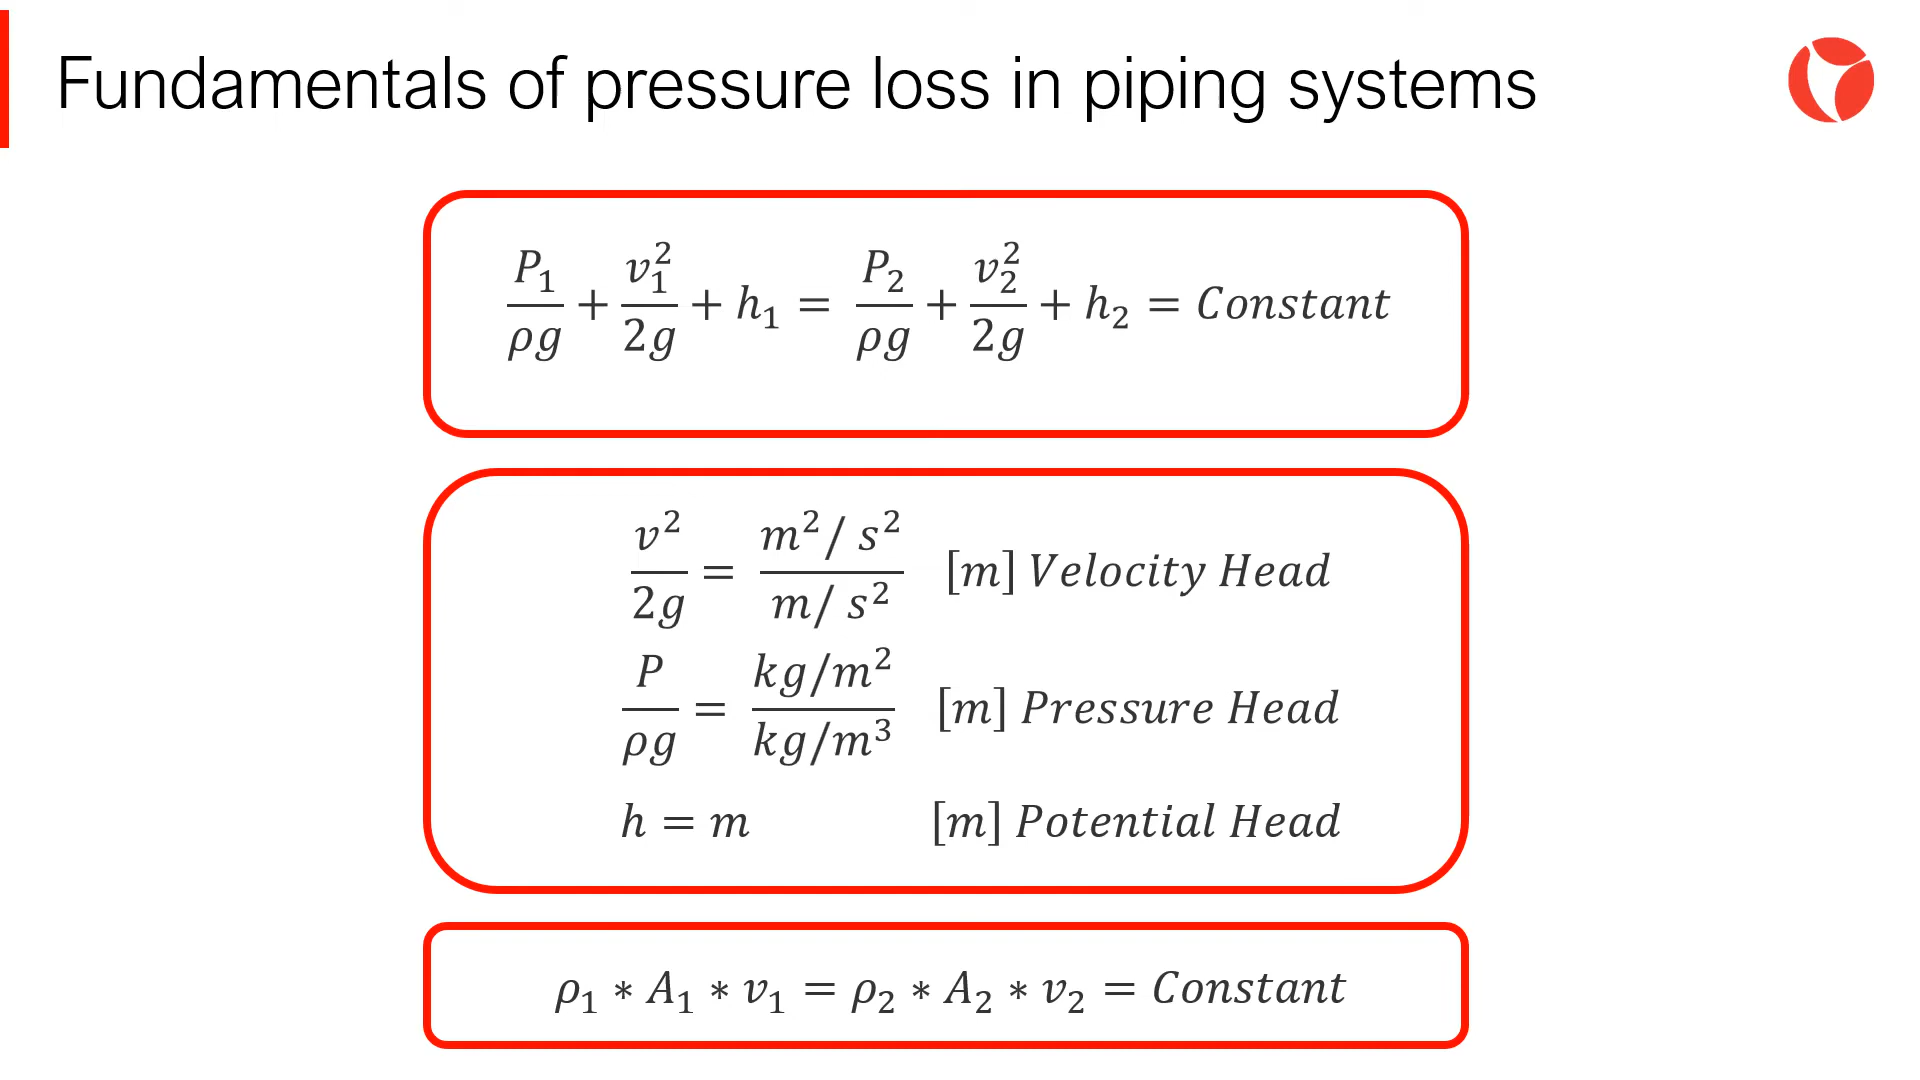 Fundamentals of pressure loss in piping systems
P₁/ρg + v₁²/2g + h₁ = P₂/ρg + v₂²/2g + h₂ = Constant
v²/2g = m²/ s² / m/ s² [m] Velocity Head
P/ρg = kg/m² / kg/m³ [m] Pressure Head
h = m [m] Potential Head
ρ₁ * A₁ * v₁ = ρ₂ * A₂ * v₂ = Constant